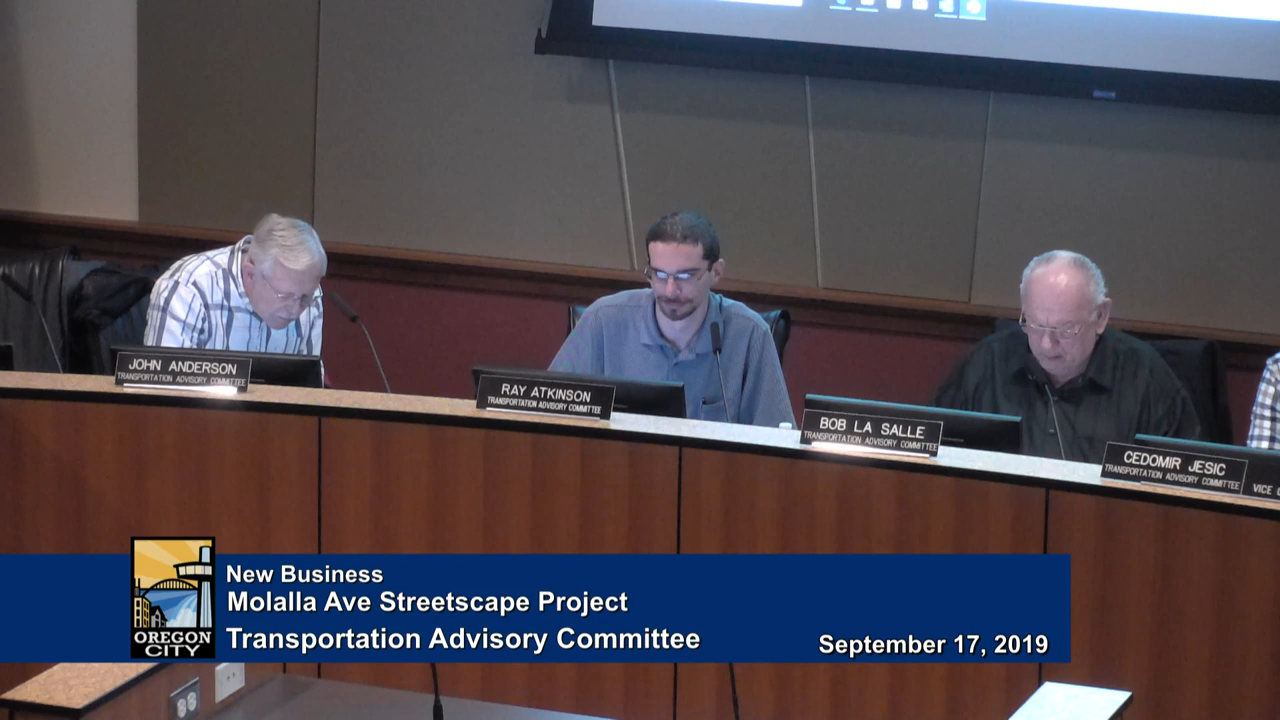 JOHN ANDERSON
TRANSPORTATION ADVISORY COMMITTEE
RAY ATKINSON
TRANSPORTATION ADVISORY COMMITTEE
BOB LA SALLE
TRANSPORTATION ADVISORY COMMITTEE
CEDOMIR JESIC
TRANSPORTATION ADVISORY COMMITTEE
VICE
OREGON
CITY
New Business
Molalla Ave Streetscape Project
Transportation Advisory Committee
September 17, 2019